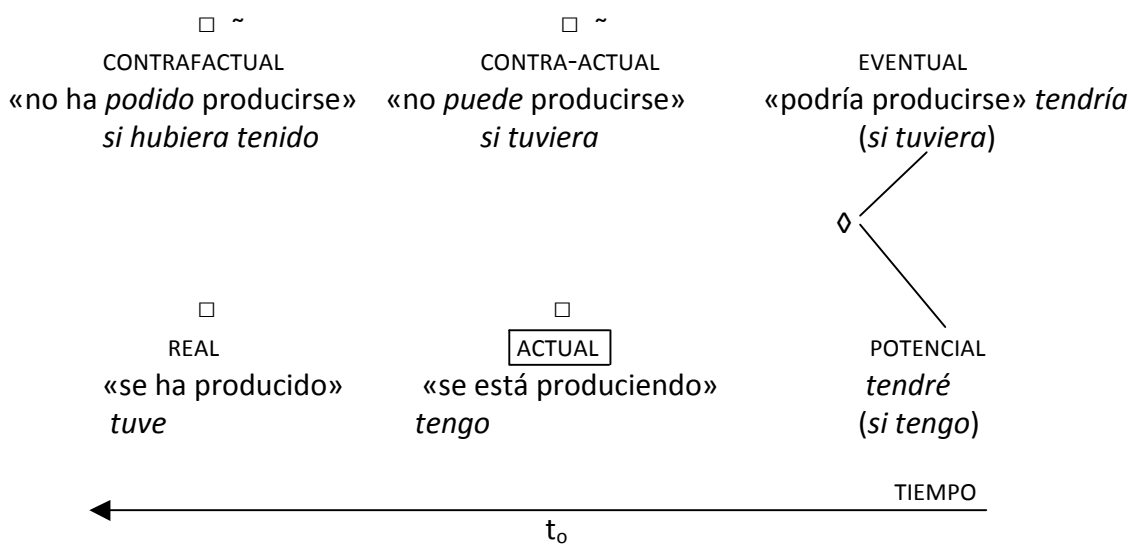 □ ~ □ ~
CONTRAFACTUAL CONTRA-ACTUAL EVENTUAL
«no ha podido producirse» «no puede producirse» «podría producirse» tendría
si hubiera tenido si tuviera (si tuviera)
◊
□ □
REAL ACTUAL POTENCIAL
«se ha producido» «se está produciendo» tendré
tuve tengo (si tengo)
TIEMPO
to